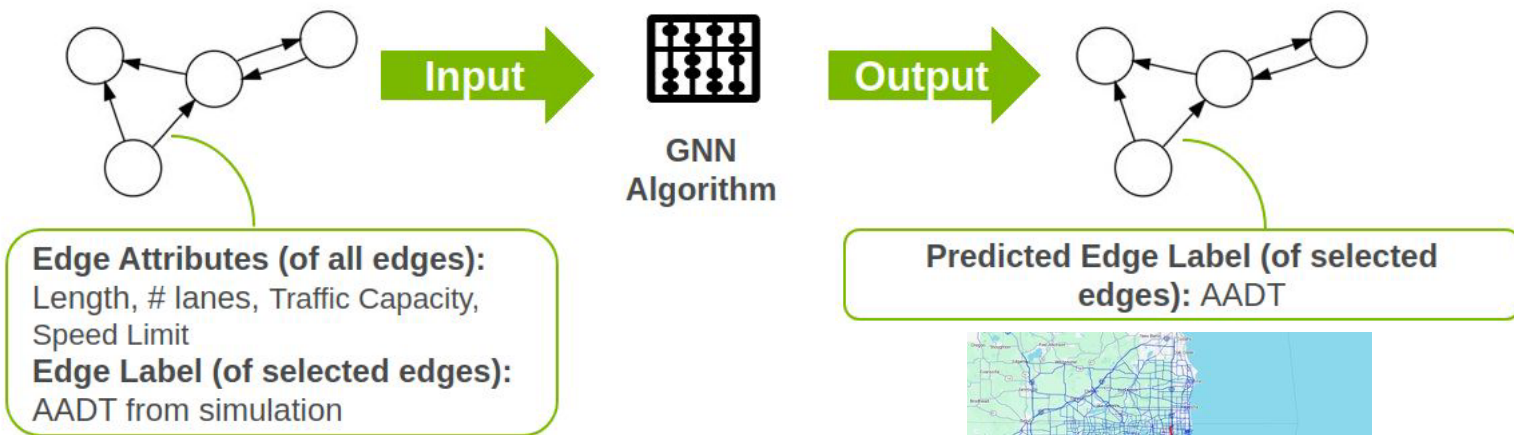 Input
Output
GNN
Algorithm
Edge Attributes (of all edges):
Length, # lanes, Traffic Capacity,
Speed Limit
Edge Label (of selected edges):
AADT from simulation
Predicted Edge Label (of selected
edges): AADT